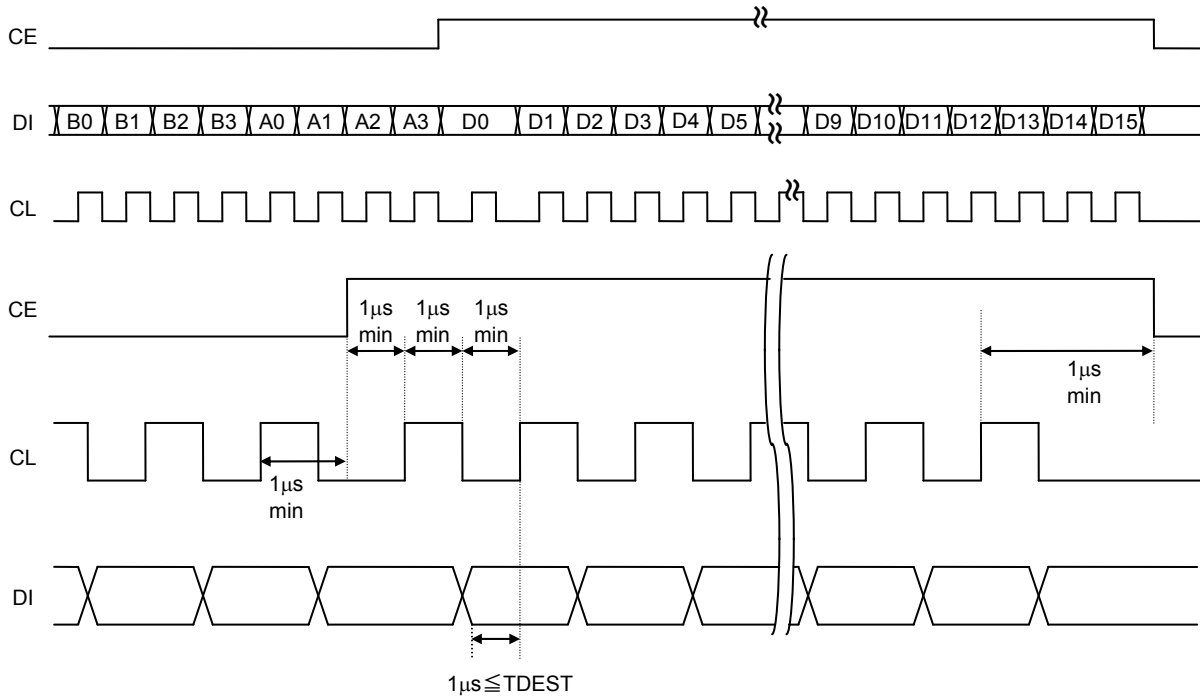 CE
DI B0 B1 B2 B3 A0 A1 A2 A3 D0 D1 D2 D3 D4 D5 D9 D10 D11 D12 D13 D14 D15
CL
CE
1μs min
1μs min
1μs min
1μs min
CL
1μs min
DI
1μs≦TDEST